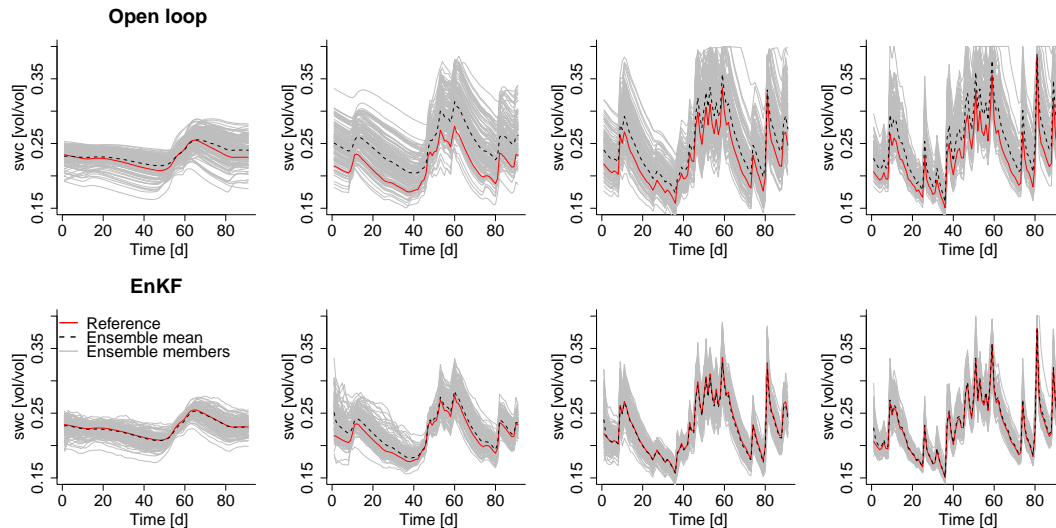 Open loop
swc [vol/vol]
0.15 0.25 0.35
0 20 40 60 80
Time [d]
swc [vol/vol]
0.15 0.25 0.35
0 20 40 60 80
Time [d]
swc [vol/vol]
0.15 0.25 0.35
0 20 40 60 80
Time [d]
swc [vol/vol]
0.15 0.25 0.35
0 20 40 60 80
Time [d]
EnKF
Reference
Ensemble mean
Ensemble members
swc [vol/vol]
0.15 0.25 0.35
0 20 40 60 80
Time [d]
swc [vol/vol]
0.15 0.25 0.35
0 20 40 60 80
Time [d]
swc [vol/vol]
0.15 0.25 0.35
0 20 40 60 80
Time [d]
swc [vol/vol]
0.15 0.25 0.35
0 20 40 60 80
Time [d]